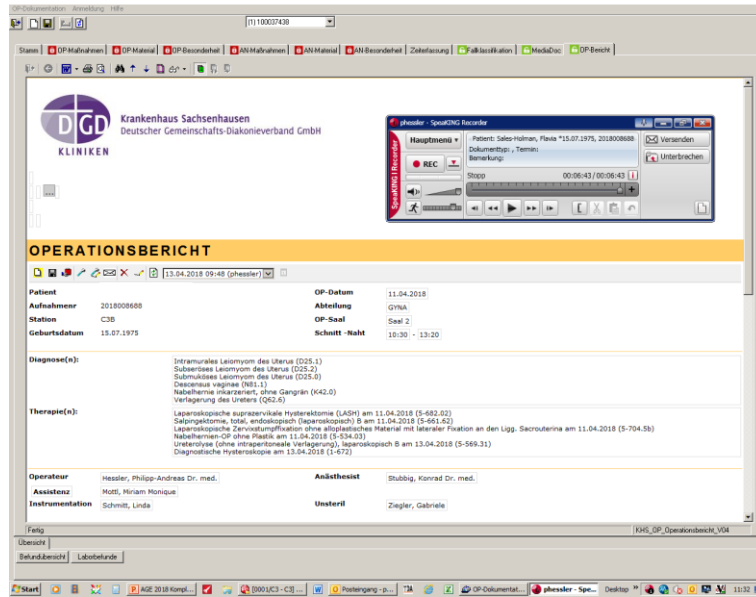 OP-Dokumentation Anmeldung Hilfe
(1) 100037438
Stamm OP-Maßnahmen OP-Material OP-Besonderheit AN-Maßnahmen AN-Material AN-Besonderheit Zeiterfassung Fallklassifikation MediaDoc OP-Bericht
DGD
KLINIKEN
Krankenhaus Sachsenhausen
Deutscher Gemeinschafts-Diakonieverband GmbH
phessler - SpeaKING Recorder
SpeaKING | Recorder
Hauptmenü
Patient: Sales-Holman, Flavia *15.07.1975, 2018008688
Dokumenttyp: , Termin:
Bemerkung:
Versenden
Unterbrechen
REC
Stopp 00:06:43/00:06:43
OPERATIONSBERICHT
13.04.2018 09:48 (phessler)
Patient OP-Datum 11.04.2018
Aufnahmenr 2018008688 Abteilung GYNA
Station C3B OP-Saal Saal 2
Geburtsdatum 15.07.1975 Schnitt -Naht 10:30 - 13:20
Diagnose(n): Intramurales Leiomyom des Uterus (D25.1)
Subseröses Leiomyom des Uterus (D25.2)
Submuköses Leiomyom des Uterus (D25.0)
Descensus vaginae (N81.1)
Nabelhernie inkarzeriert, ohne Gangrän (K42.0)
Verlagerung des Ureters (Q62.6)
Therapie(n): Laparoskopische suprazervikale Hysterektomie (LASH) am 11.04.2018 (5-682.02)
Salpingektomie, total, endoskopisch (laparoskopisch) B am 11.04.2018 (5-661.62)
Laparoskopische Zervixstumpffixation ohne alloplastisches Material mit lateraler Fixation an den Ligg. Sacrouterina am 11.04.2018 (5-704.5b)
Nabelhernien-OP ohne Plastik am 11.04.2018 (5-534.03)
Ureterolyse (ohne intraperitoneale Verlagerung), laparoskopisch B am 13.04.2018 (5-569.31)
Diagnostische Hysteroskopie am 13.04.2018 (1-672)
Operateur Hessler, Philipp-Andreas Dr. med. Anästhesist Stubbig, Konrad Dr. med.
Assistenz Mottl, Miriam Monique
Instrumentation Schmitt, Linda Unsteril Ziegler, Gabriele
Fertig KHS_OP_Operationsbericht_V04
Übersicht
Befundübersicht Laborbefunde
Start AGE 2018 Kompl... [0001/C3 - C3] ... Posteingang - p... OP-Dokumentat... phessler - Spe... Desktop 11:32